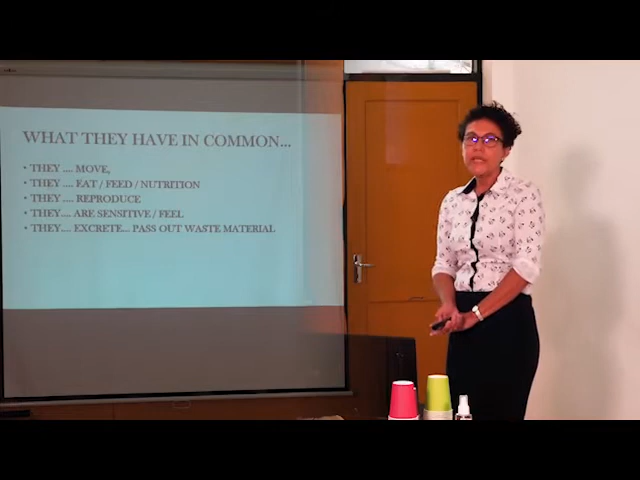 WHAT THEY HAVE IN COMMON...
• THEY .... MOVE,
• THEY .... EAT / FEED / NUTRITION
• THEY .... REPRODUCE
• THEY.... ARE SENSITIVE / FEEL
• THEY.... EXCRETE.... PASS OUT WASTE MATERIAL